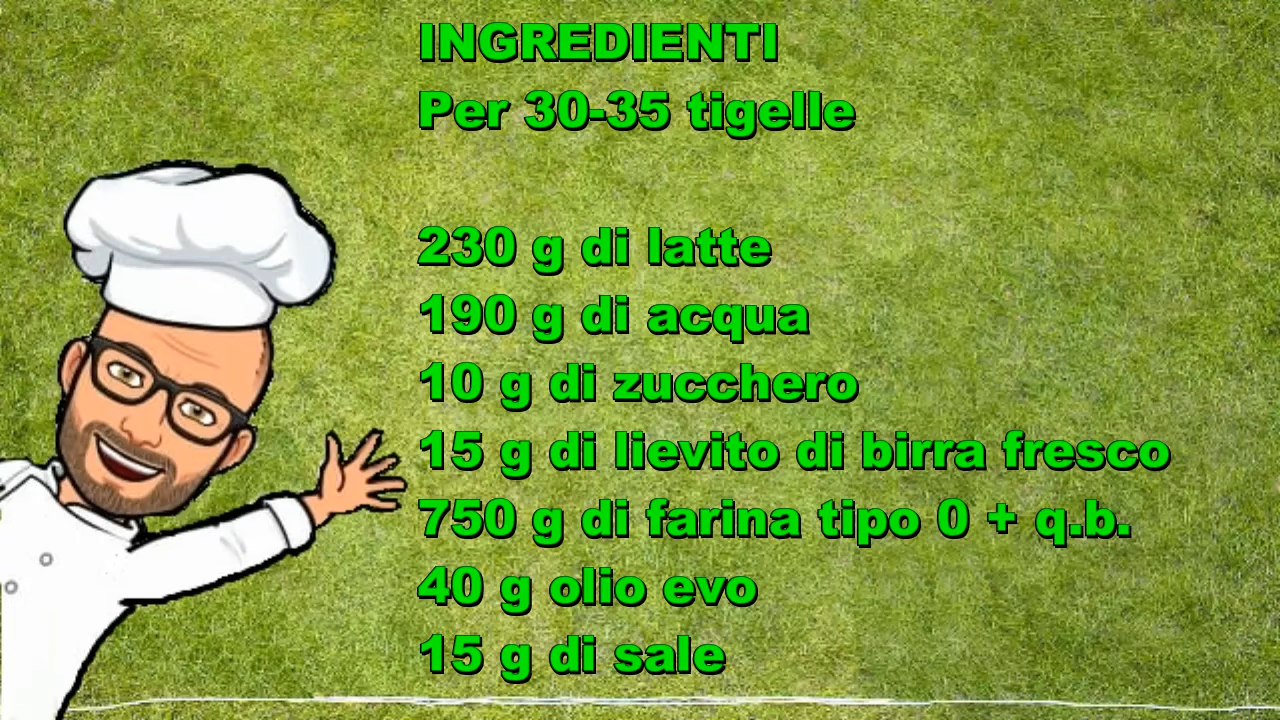 INGREDIENTI
Per 30-35 tigelle
230 g di latte
190 g di acqua
10 g di zucchero
15 g di lievito di birra fresco
750 g di farina tipo 0 + q.b.
40 g olio evo
15 g di sale